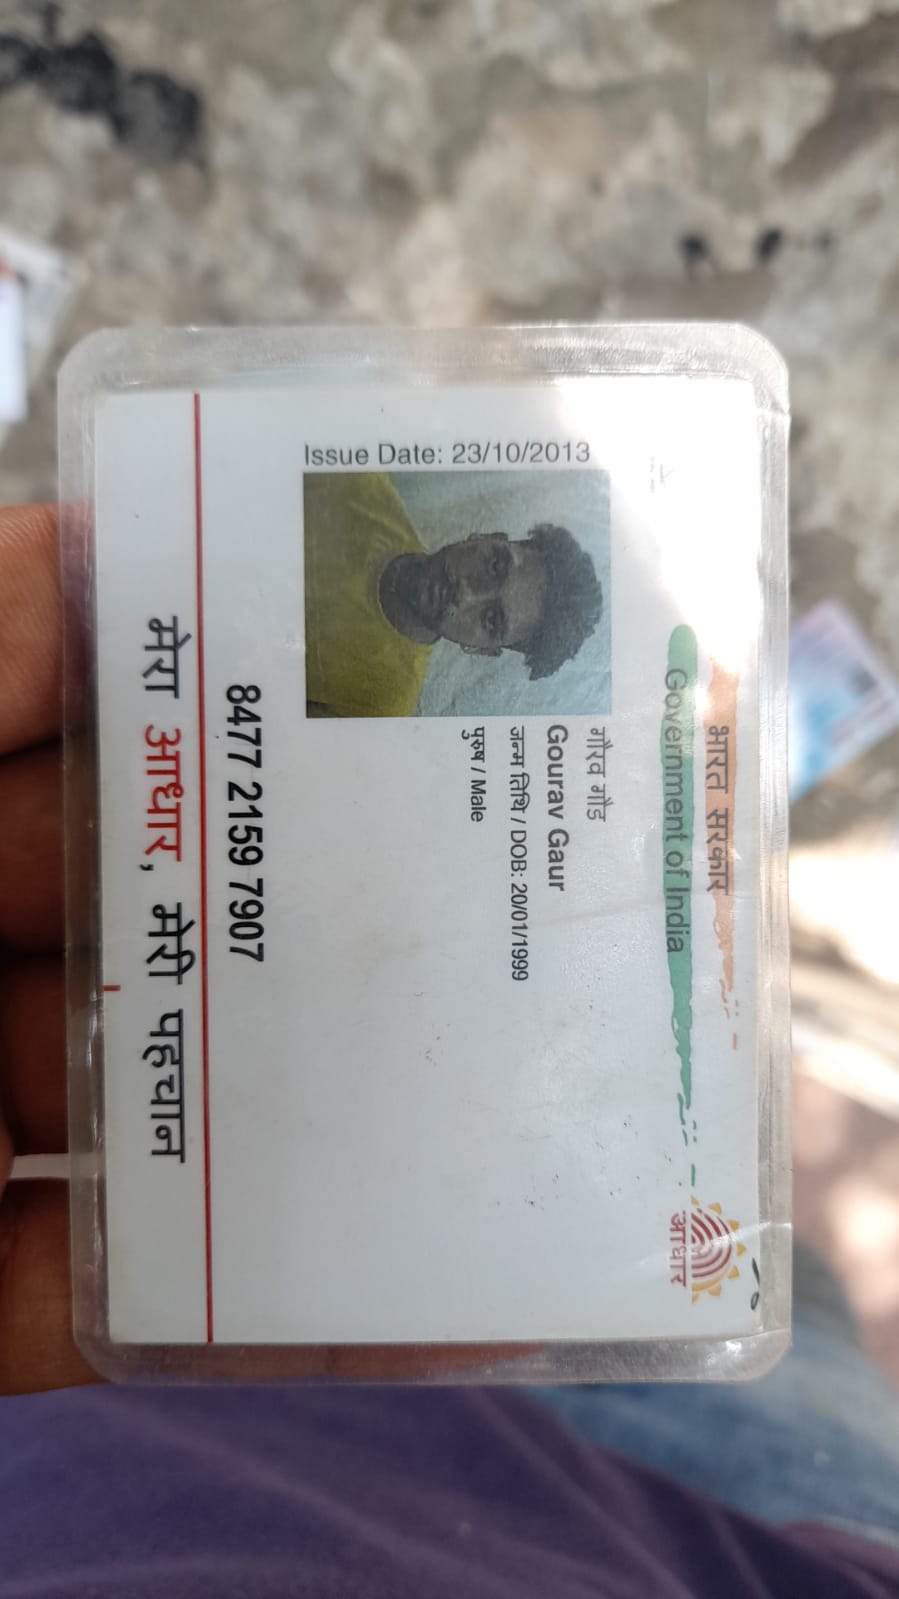 भारत सरकार
Government of India
आधार
Issue Date: 23/10/2013
गौरव गौड
Gourav Gaur
जन्म तिथि / DOB: 20/01/1999
पुरुष / Male
8477 2159 7907
मेरा आधार, मेरी पहचान